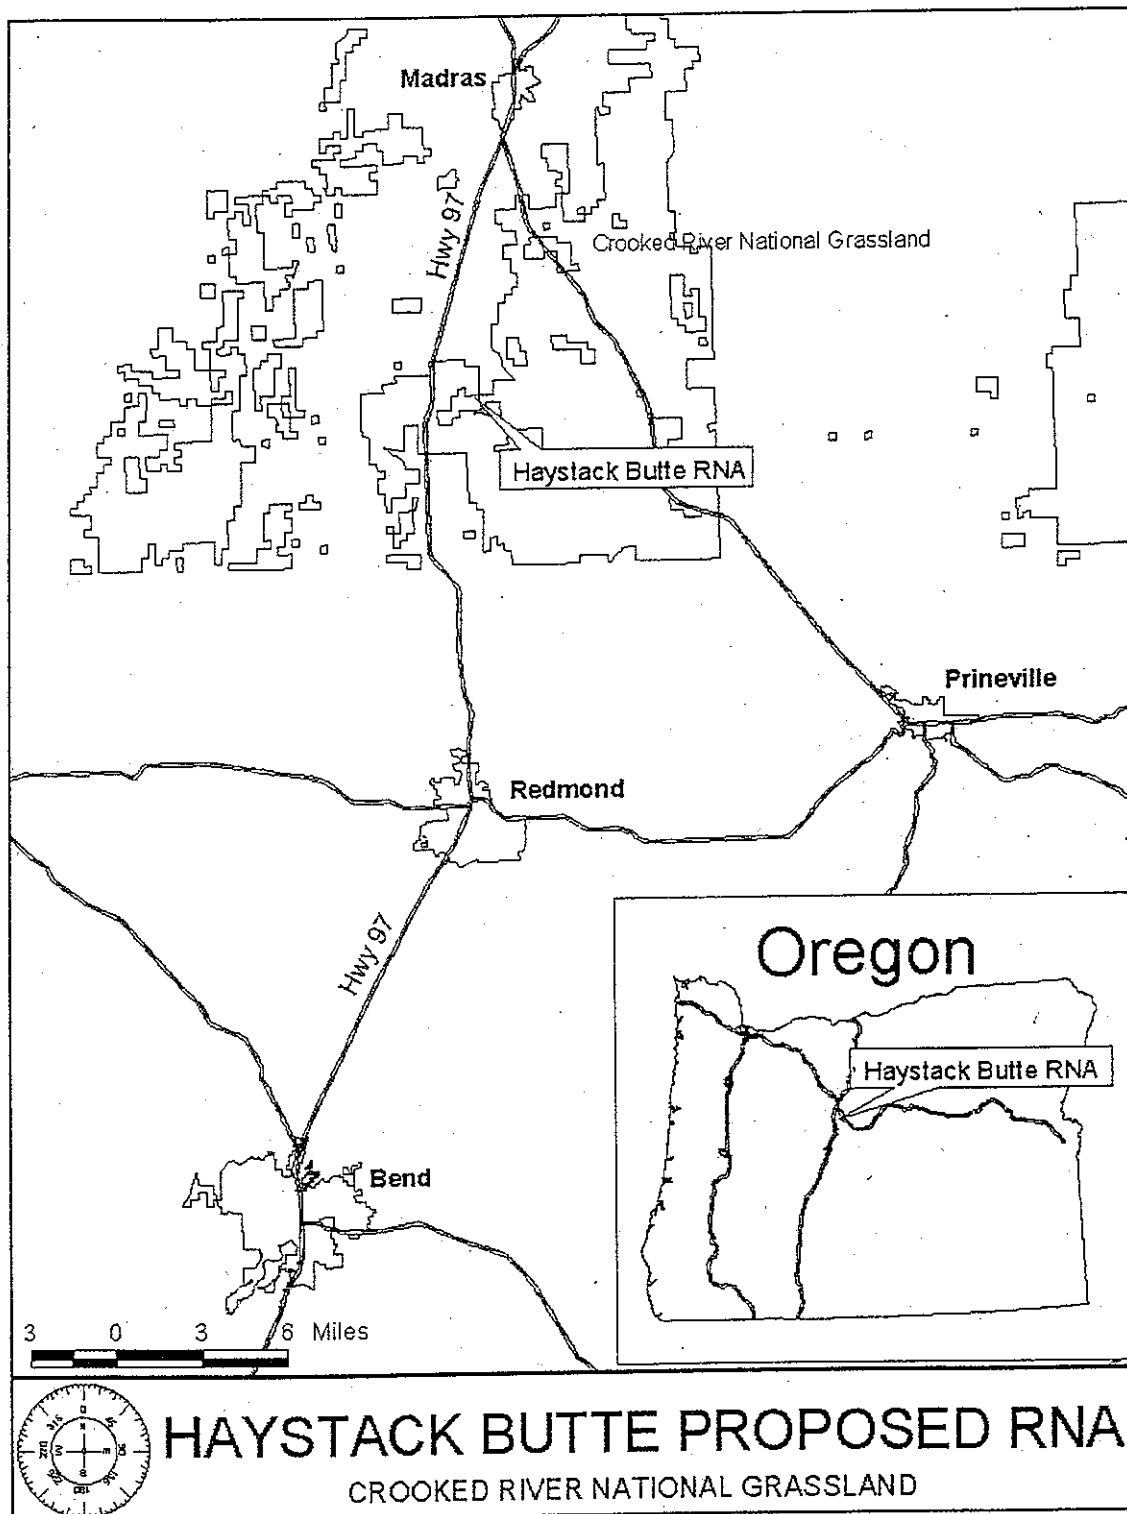 Madras
Hwy 97
Crooked River National Grassland
Haystack Butte RNA
Prineville
Redmond
Hwy 97
Oregon
Haystack Butte RNA
Bend
3 0 3 6 Miles
HAYSTACK BUTTE PROPOSED RNA
CROOKED RIVER NATIONAL GRASSLAND